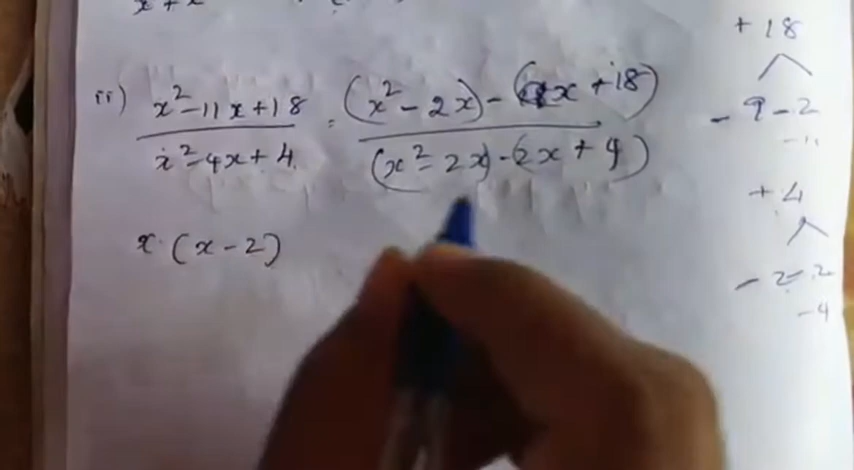 ii) x²-11x+18 / x²-4x+4 = (x²-2x)-(9x+18) / (x²-2x)-(2x+4)
x (x-2)
+18
-9-2
+4
-2-2
-4